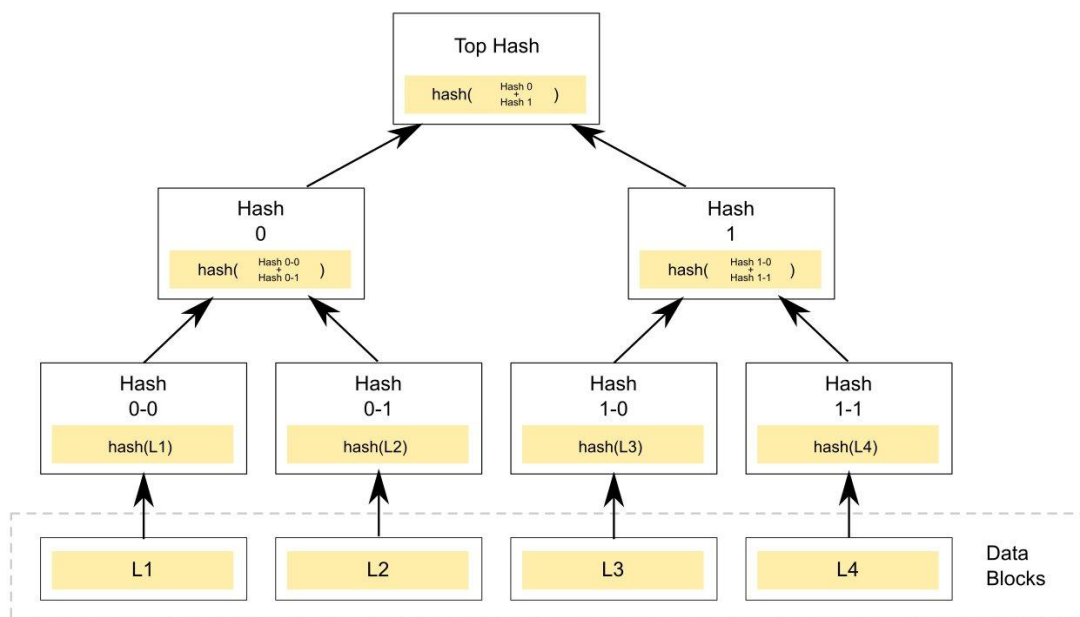 Top Hash
hash( Hash 0 + Hash 1 )
Hash
0
hash( Hash 0-0 + Hash 0-1 )
Hash
1
hash( Hash 1-0 + Hash 1-1 )
Hash
0-0
hash(L1)
Hash
0-1
hash(L2)
Hash
1-0
hash(L3)
Hash
1-1
hash(L4)
L1
L2
L3
L4
Data
Blocks